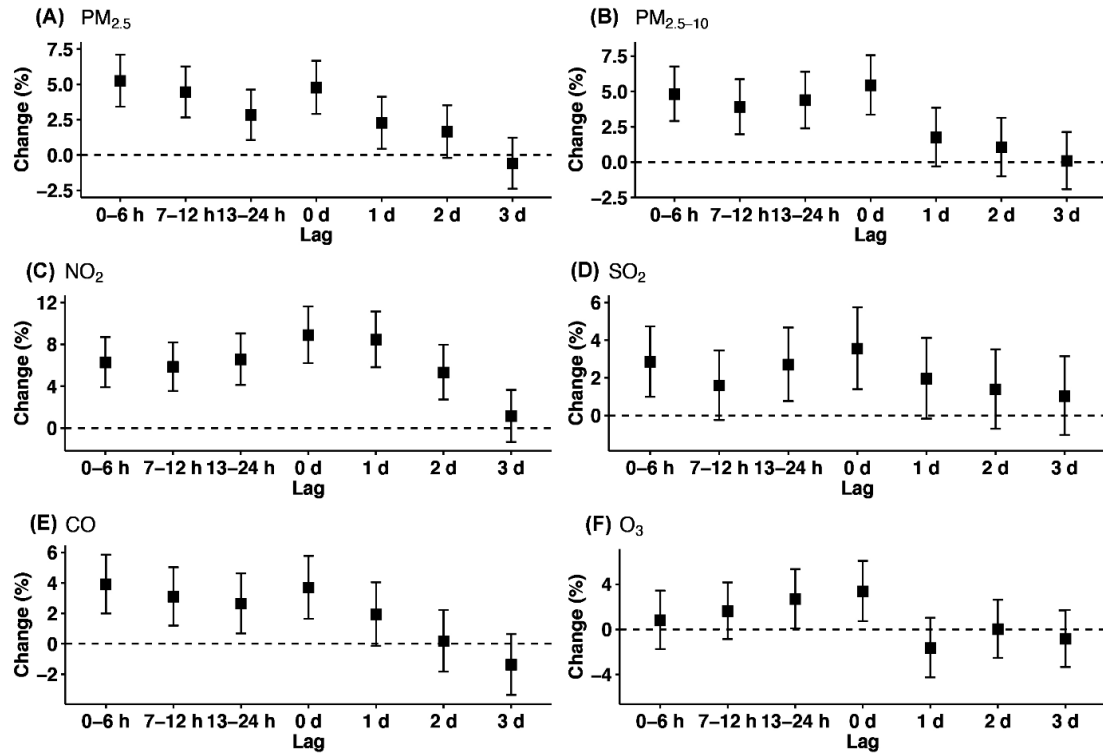 (A) PM2.5
Change (%)
7.5
5.0
2.5
0.0
−2.5
0–6 h 7–12 h 13–24 h 0 d 1 d 2 d 3 d
Lag
(B) PM2.5–10
Change (%)
7.5
5.0
2.5
0.0
−2.5
0–6 h 7–12 h 13–24 h 0 d 1 d 2 d 3 d
Lag
(C) NO2
Change (%)
12
8
4
0
0–6 h 7–12 h 13–24 h 0 d 1 d 2 d 3 d
Lag
(D) SO2
Change (%)
6
4
2
0
0–6 h 7–12 h 13–24 h 0 d 1 d 2 d 3 d
Lag
(E) CO
Change (%)
6
4
2
0
−2
0–6 h 7–12 h 13–24 h 0 d 1 d 2 d 3 d
Lag
(F) O3
Change (%)
4
0
−4
0–6 h 7–12 h 13–24 h 0 d 1 d 2 d 3 d
Lag